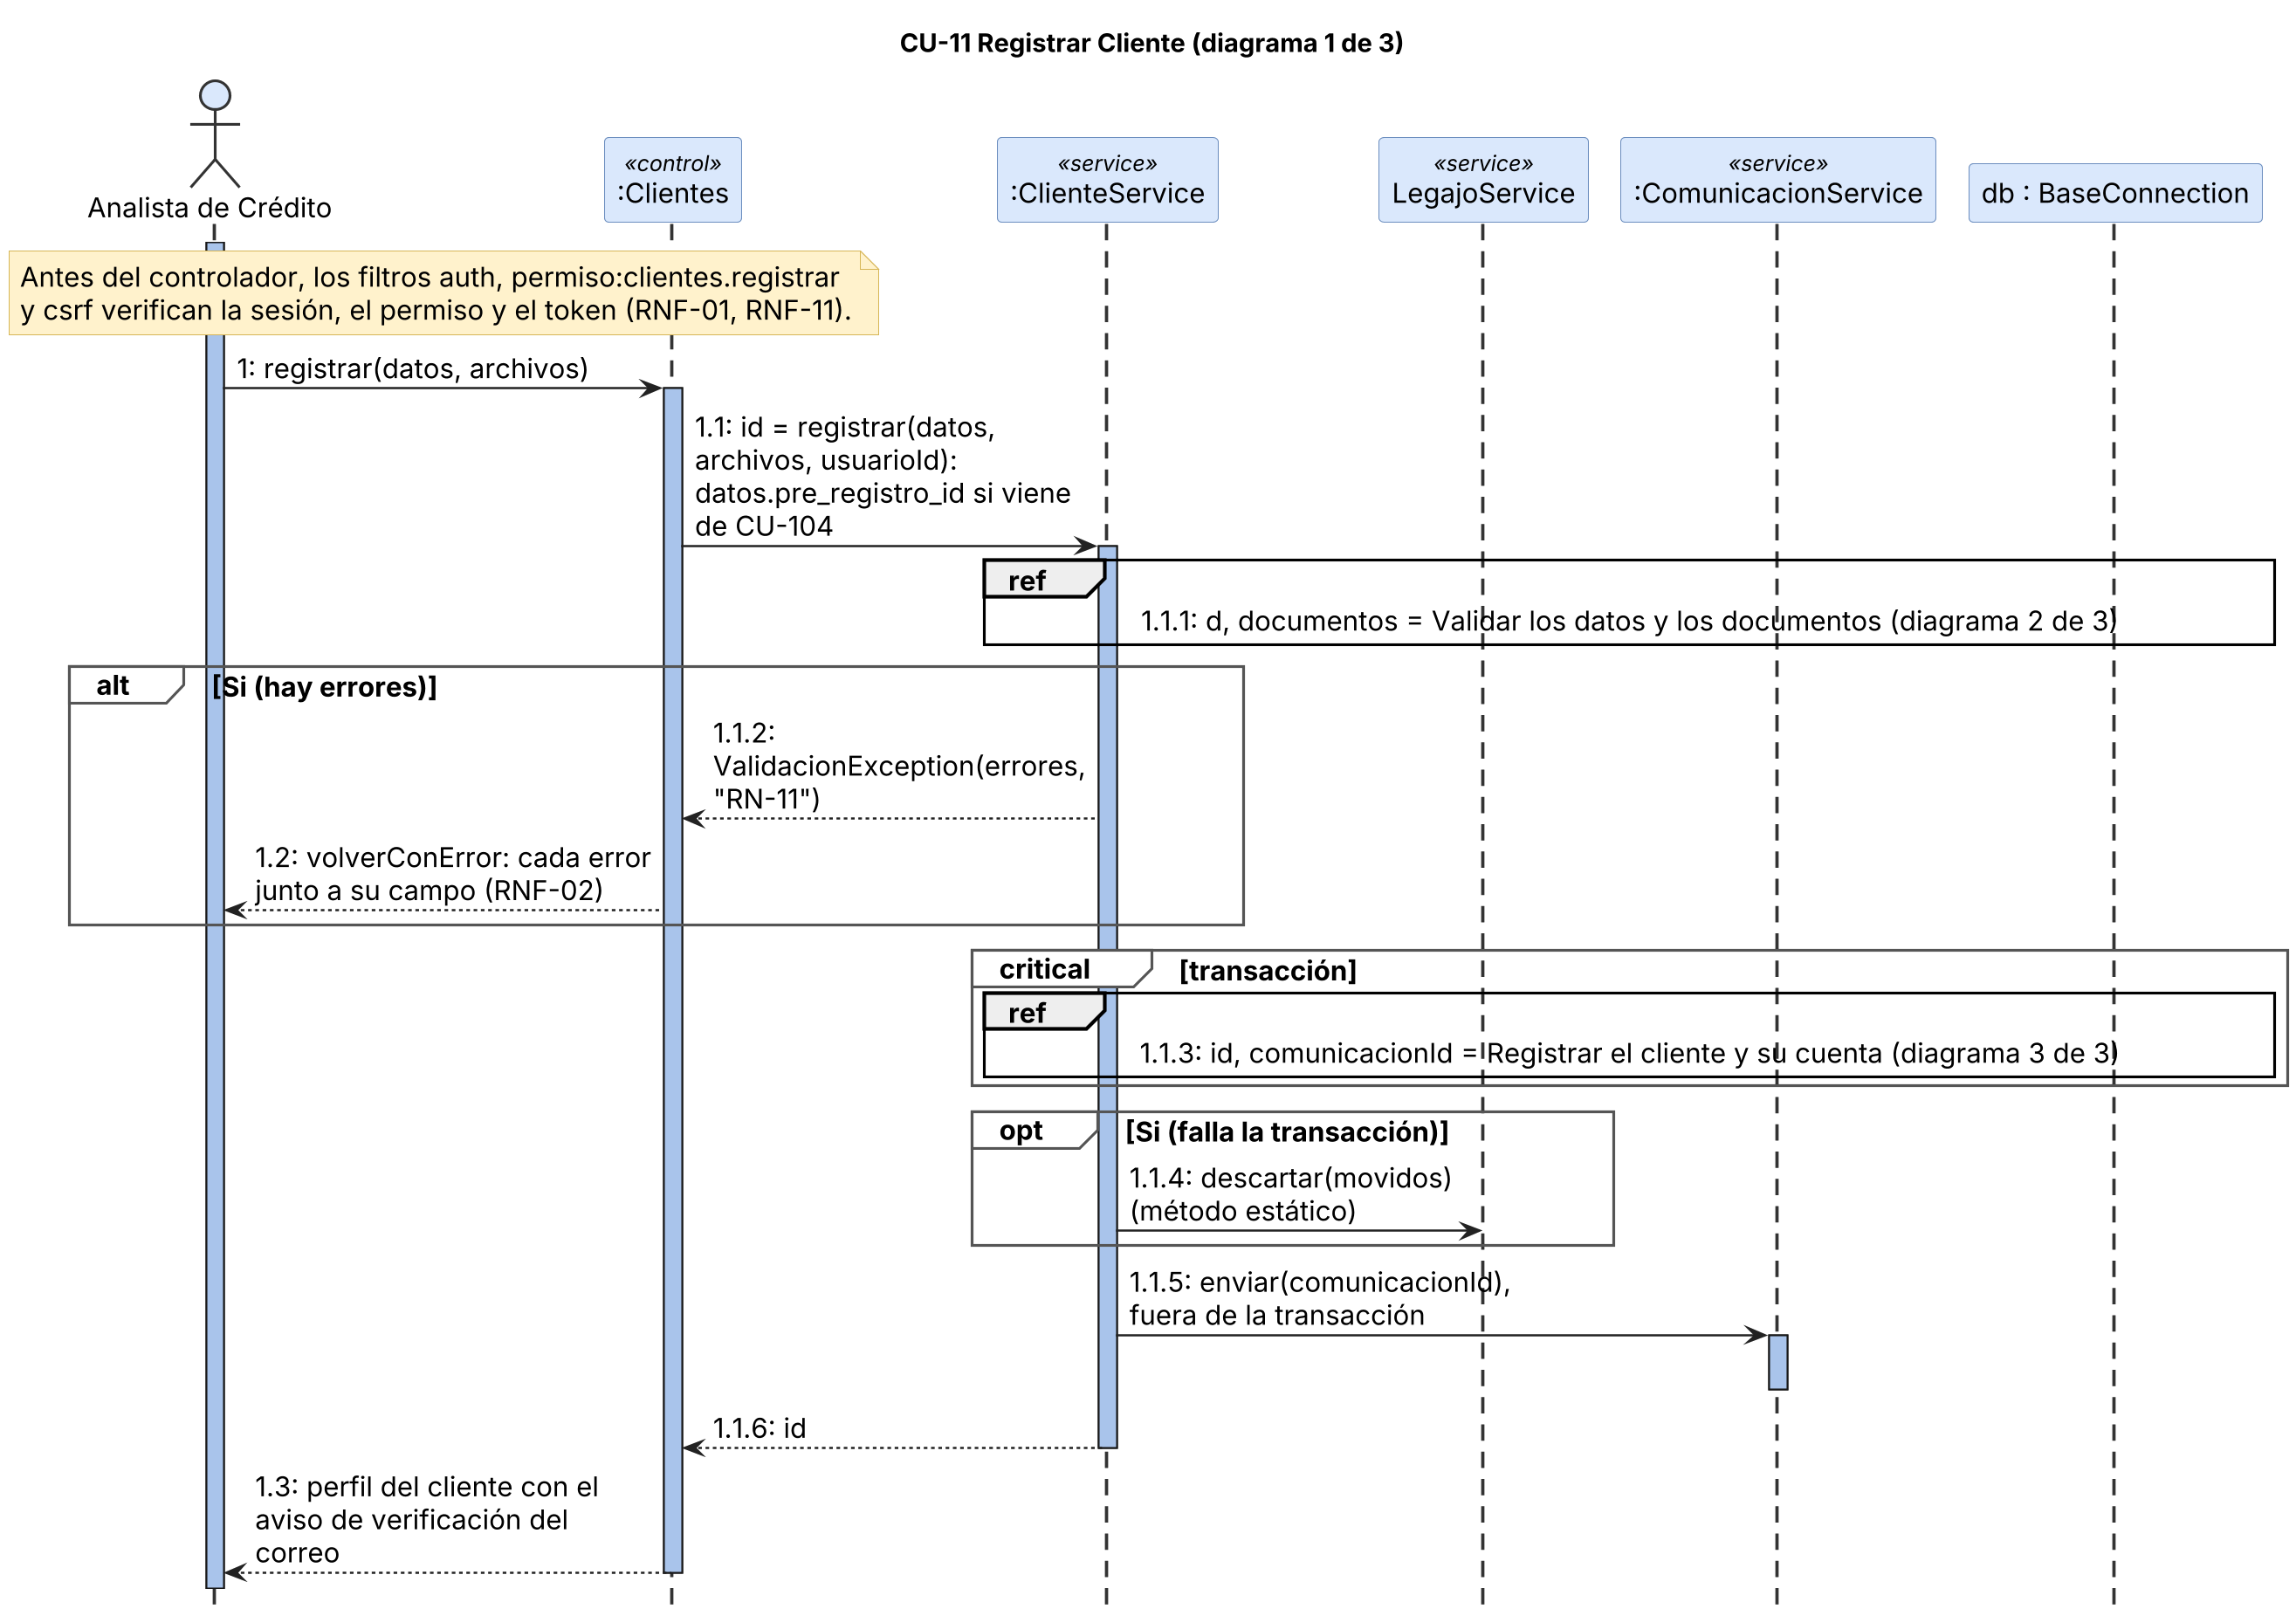 CU-11 Registrar Cliente (diagrama 1 de 3)
Analista de Crédito
«control»
:Clientes
«service»
:ClienteService
«service»
LegajoService
«service»
:ComunicacionService
db : BaseConnection
Antes del controlador, los filtros auth, permiso:clientes.registrar
y csrf verifican la sesión, el permiso y el token (RNF-01, RNF-11).
1: registrar(datos, archivos)
1.1: id = registrar(datos,
archivos, usuarioId):
datos.pre_registro_id si viene
de CU-104
ref
1.1.1: d, documentos = Validar los datos y los documentos (diagrama 2 de 3)
alt
[Si (hay errores)]
1.1.2:
ValidacionException(errores,
"RN-11")
1.2: volverConError: cada error
junto a su campo (RNF-02)
critical
[transacción]
ref
1.1.3: id, comunicacionId = Registrar el cliente y su cuenta (diagrama 3 de 3)
opt
[Si (falla la transacción)]
1.1.4: descartar(movidos)
(método estático)
1.1.5: enviar(comunicacionId),
fuera de la transacción
1.1.6: id
1.3: perfil del cliente con el
aviso de verificación del
correo